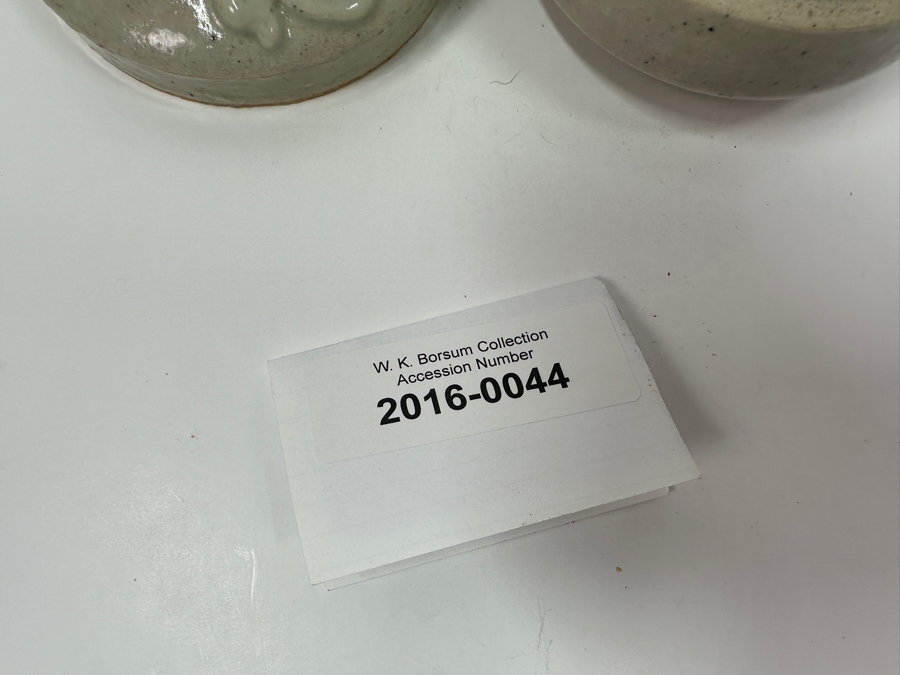 W. K. Borsum Collection
Accession Number
2016-0044